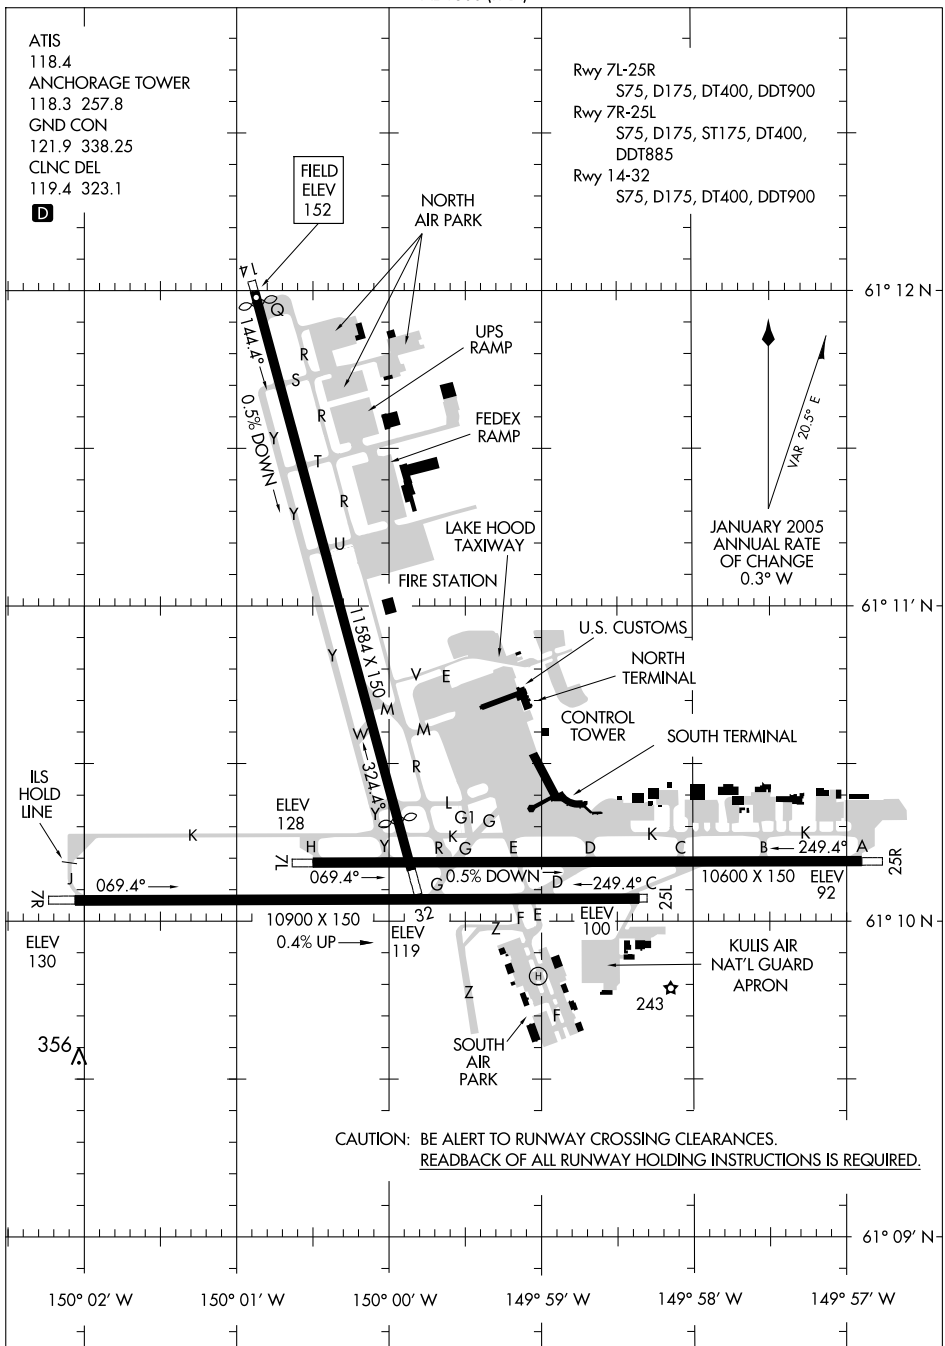 ATIS
118.4
ANCHORAGE TOWER
118.3 257.8
GND CON
121.9 338.25
CLNC DEL
119.4 323.1
D
Rwy 7L-25R
S75, D175, DT400, DDT900
Rwy 7R-25L
S75, D175, ST175, DT400,
DDT885
Rwy 14-32
S75, D175, DT400, DDT900
FIELD
ELEV
152
NORTH
AIR PARK
14
61° 12' N
Q
144.4°
R
S
UPS
RAMP
0.5% DOWN
R
Y
FEDEX
RAMP
T
VAR 20.5° E
R
Y
U
LAKE HOOD
TAXIWAY
JANUARY 2005
ANNUAL RATE
OF CHANGE
0.3° W
FIRE STATION
61° 11' N
11584 X 150
U.S. CUSTOMS
Y
V
E
NORTH
TERMINAL
M
M
W
CONTROL
TOWER
SOUTH TERMINAL
R
324.4°
ILS
HOLD
LINE
ELEV
128
Y
L
G1
G
K
K
K
K
7L
H
Y
R
G
E
D
C
B
249.4°
A
25R
J
7R
069.4°
069.4°
G
0.5% DOWN
D
249.4°
C
25L
10600 X 150
ELEV
92
10900 X 150
32
F
E
ELEV
100
61° 10' N
0.4% UP
ELEV
119
Z
ELEV
130
KULIS AIR
NAT'L GUARD
APRON
H
Z
243
F
356
SOUTH
AIR
PARK
CAUTION: BE ALERT TO RUNWAY CROSSING CLEARANCES.
READBACK OF ALL RUNWAY HOLDING INSTRUCTIONS IS REQUIRED.
61° 09' N
150° 02' W
150° 01' W
150° 00' W
149° 59' W
149° 58' W
149° 57' W